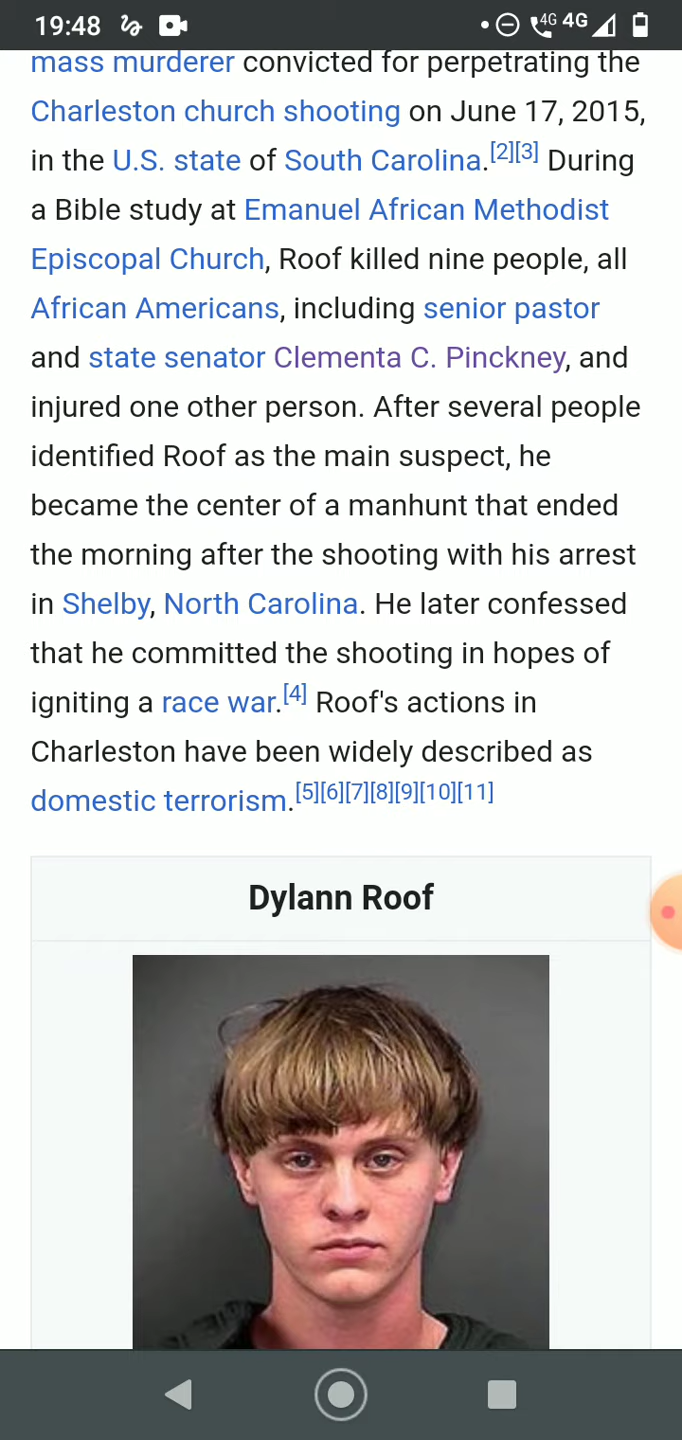 19:48
4G 4G
mass murderer convicted for perpetrating the
Charleston church shooting on June 17, 2015,
in the U.S. state of South Carolina.[2][3] During
a Bible study at Emanuel African Methodist
Episcopal Church, Roof killed nine people, all
African Americans, including senior pastor
and state senator Clementa C. Pinckney, and
injured one other person. After several people
identified Roof as the main suspect, he
became the center of a manhunt that ended
the morning after the shooting with his arrest
in Shelby, North Carolina. He later confessed
that he committed the shooting in hopes of
igniting a race war.[4] Roof's actions in
Charleston have been widely described as
domestic terrorism.[5][6][7][8][9][10][11]
Dylann Roof